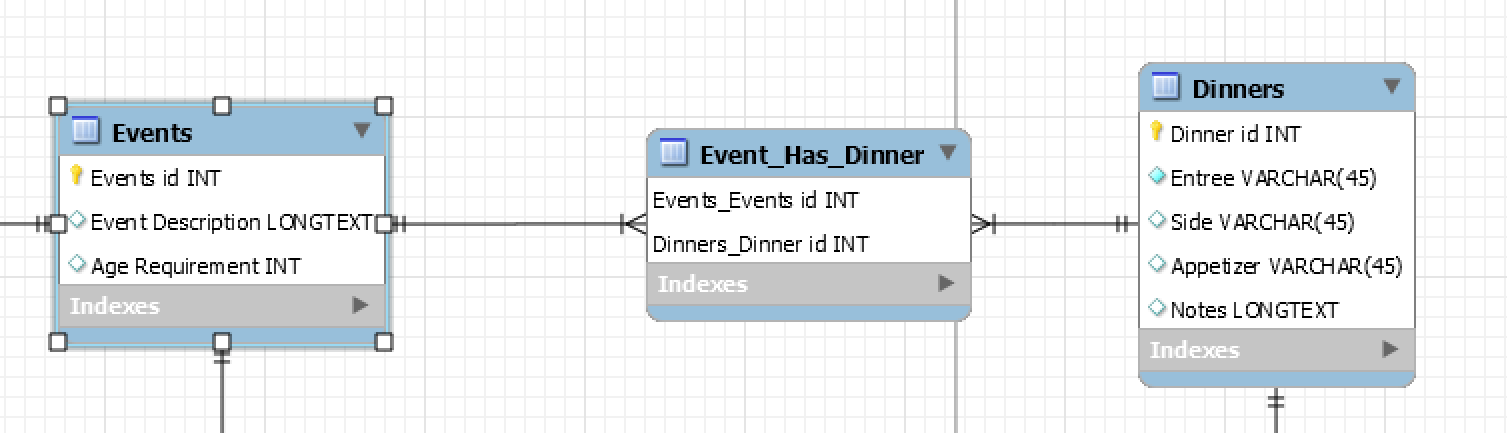 Events
Events id INT
Event Description LONGTEXT
Age Requirement INT
Indexes
Event_Has_Dinner
Events_Events id INT
Dinners_Dinner id INT
Indexes
Dinners
Dinner id INT
Entree VARCHAR(45)
Side VARCHAR(45)
Appetizer VARCHAR(45)
Notes LONGTEXT
Indexes